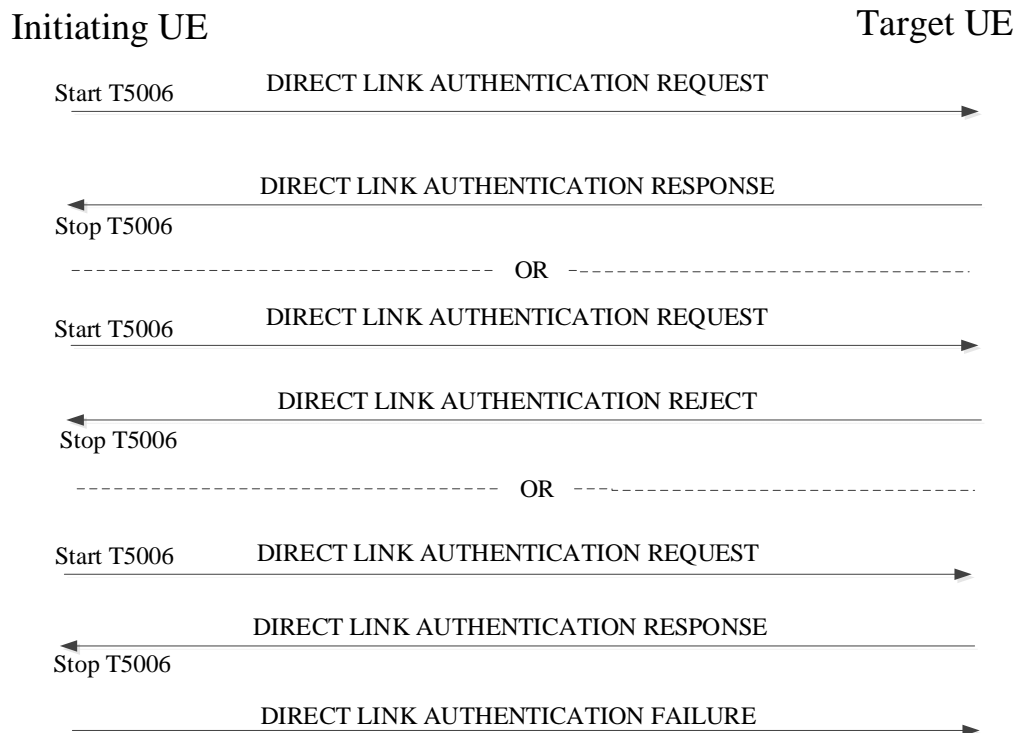 Initiating UE
Target UE
Start T5006
DIRECT LINK AUTHENTICATION REQUEST
DIRECT LINK AUTHENTICATION RESPONSE
Stop T5006
OR
Start T5006
DIRECT LINK AUTHENTICATION REQUEST
DIRECT LINK AUTHENTICATION REJECT
Stop T5006
OR
Start T5006
DIRECT LINK AUTHENTICATION REQUEST
DIRECT LINK AUTHENTICATION RESPONSE
Stop T5006
DIRECT LINK AUTHENTICATION FAILURE